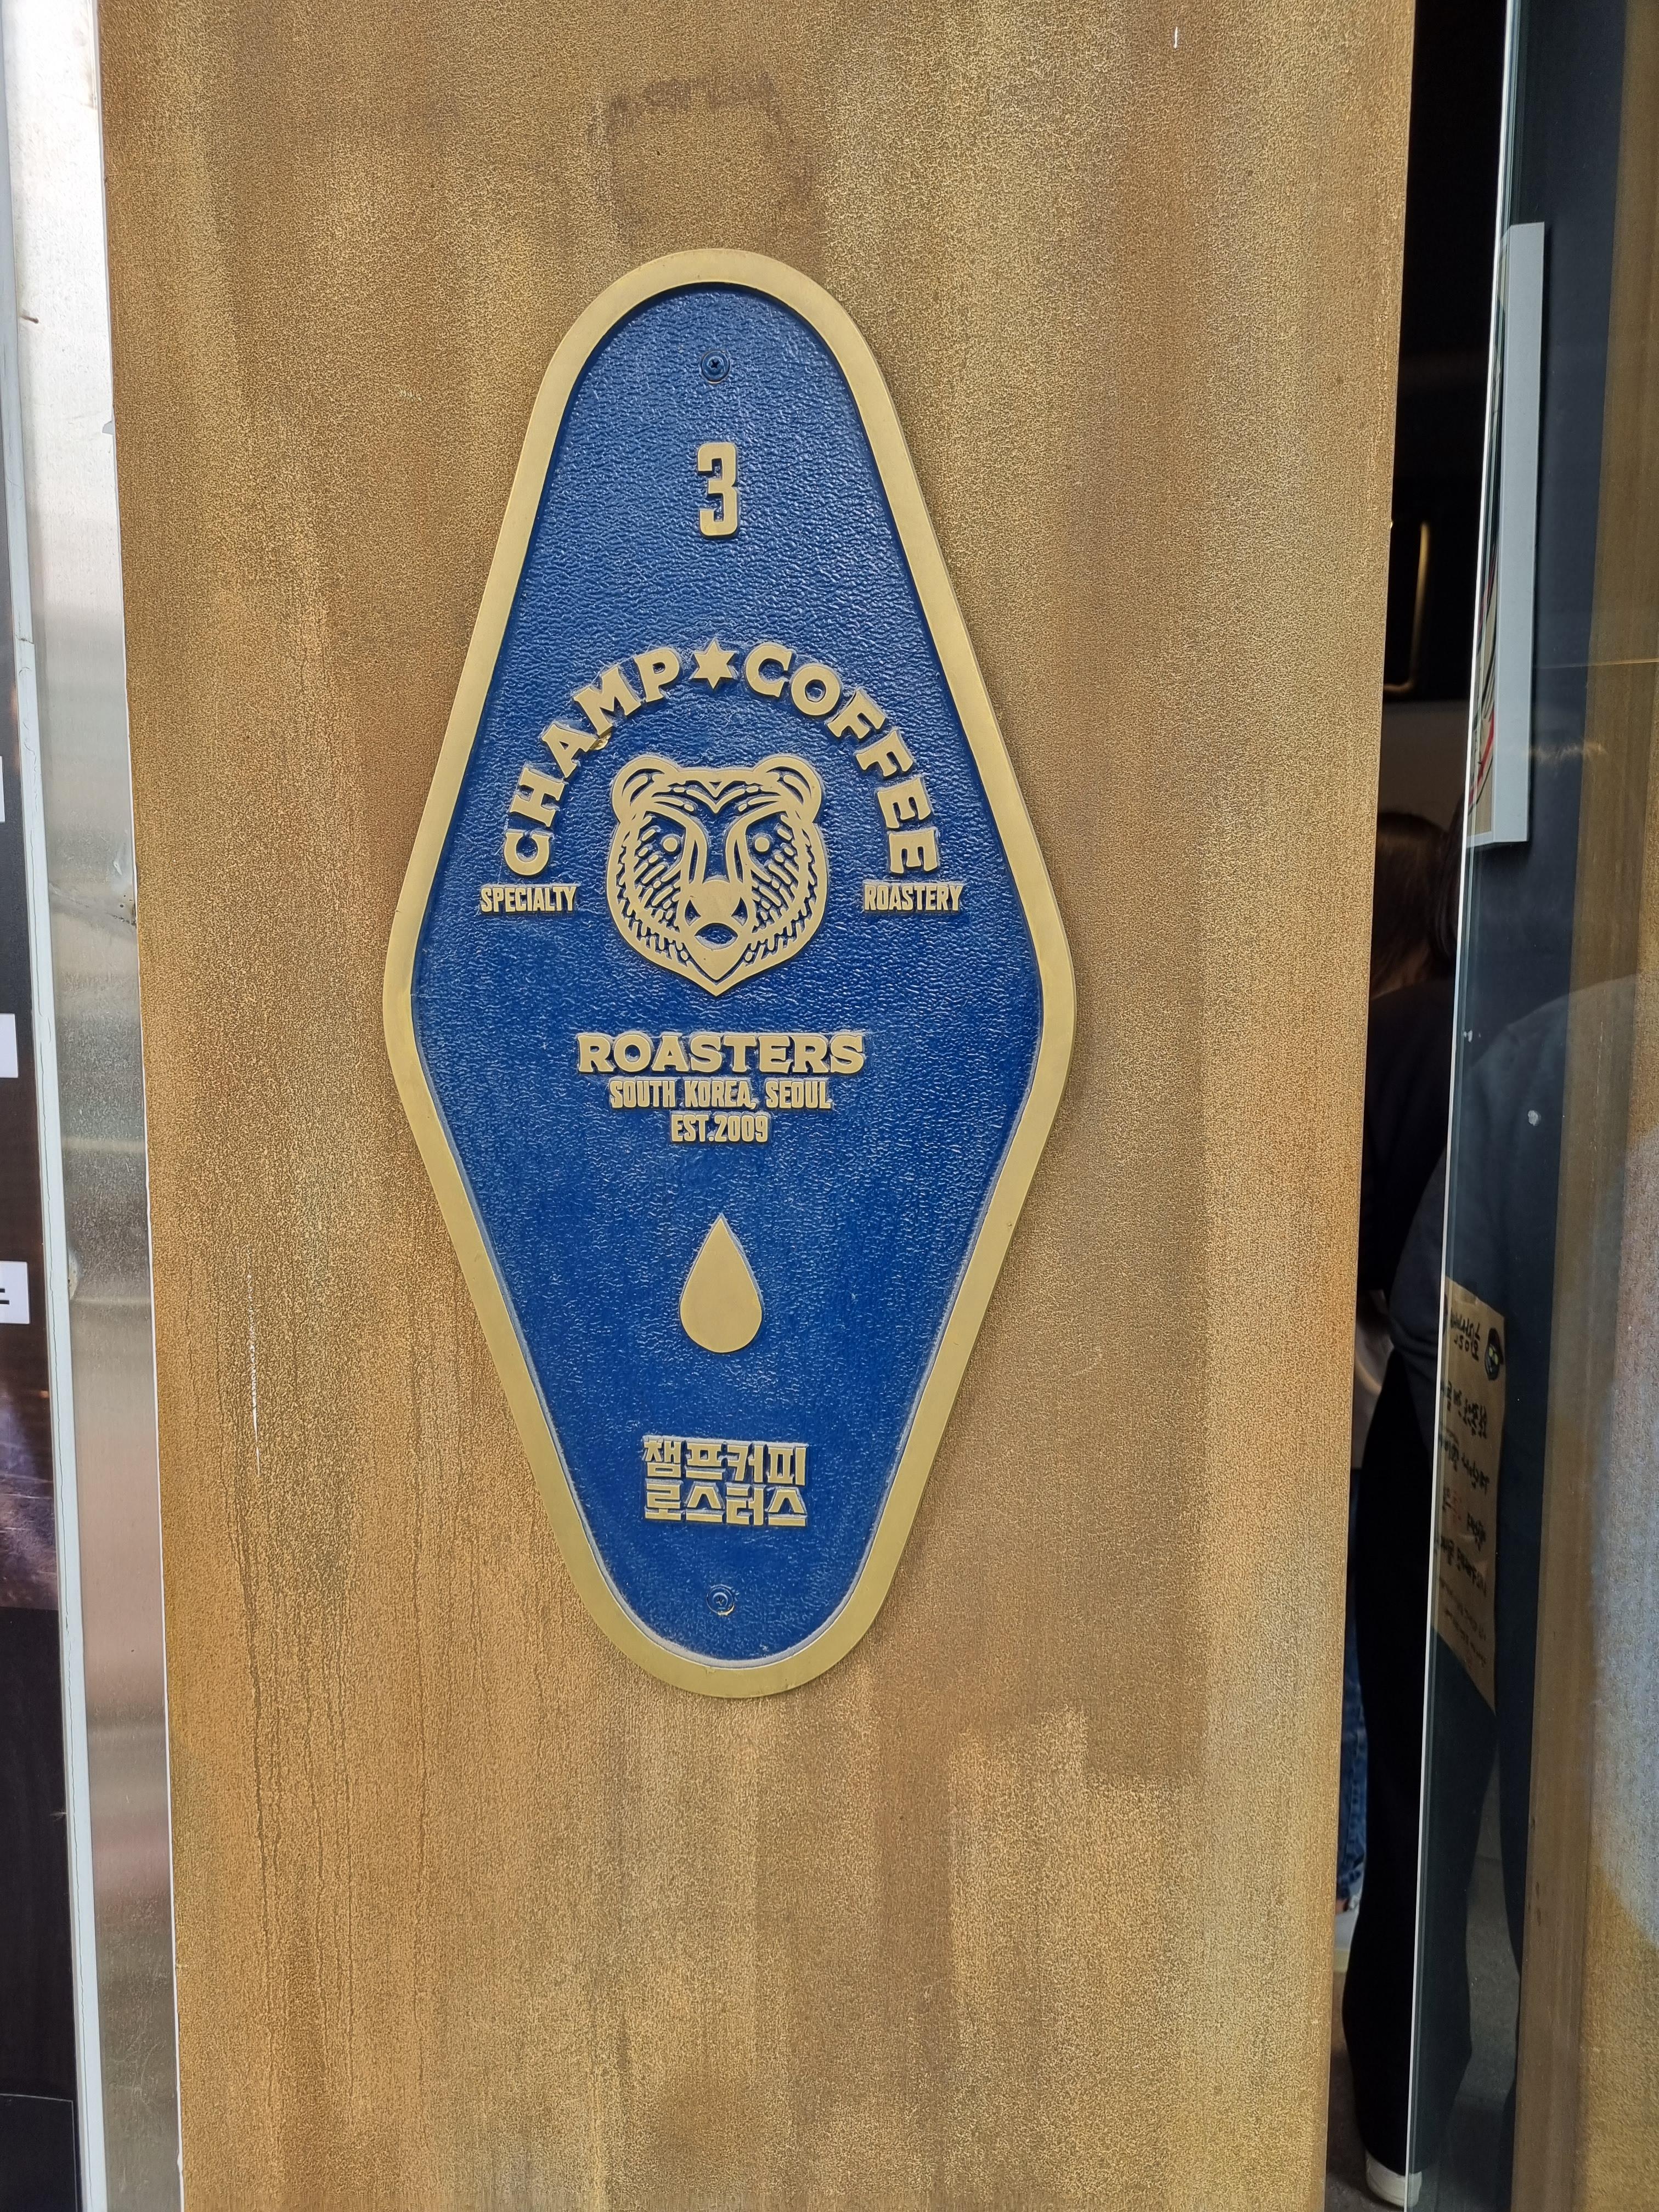 3
CHAMP COFFEE
SPECIALTY
ROASTERY
ROASTERS
SOUTH KOREA, SEOUL
EST.2009
챔프커피
로스터스